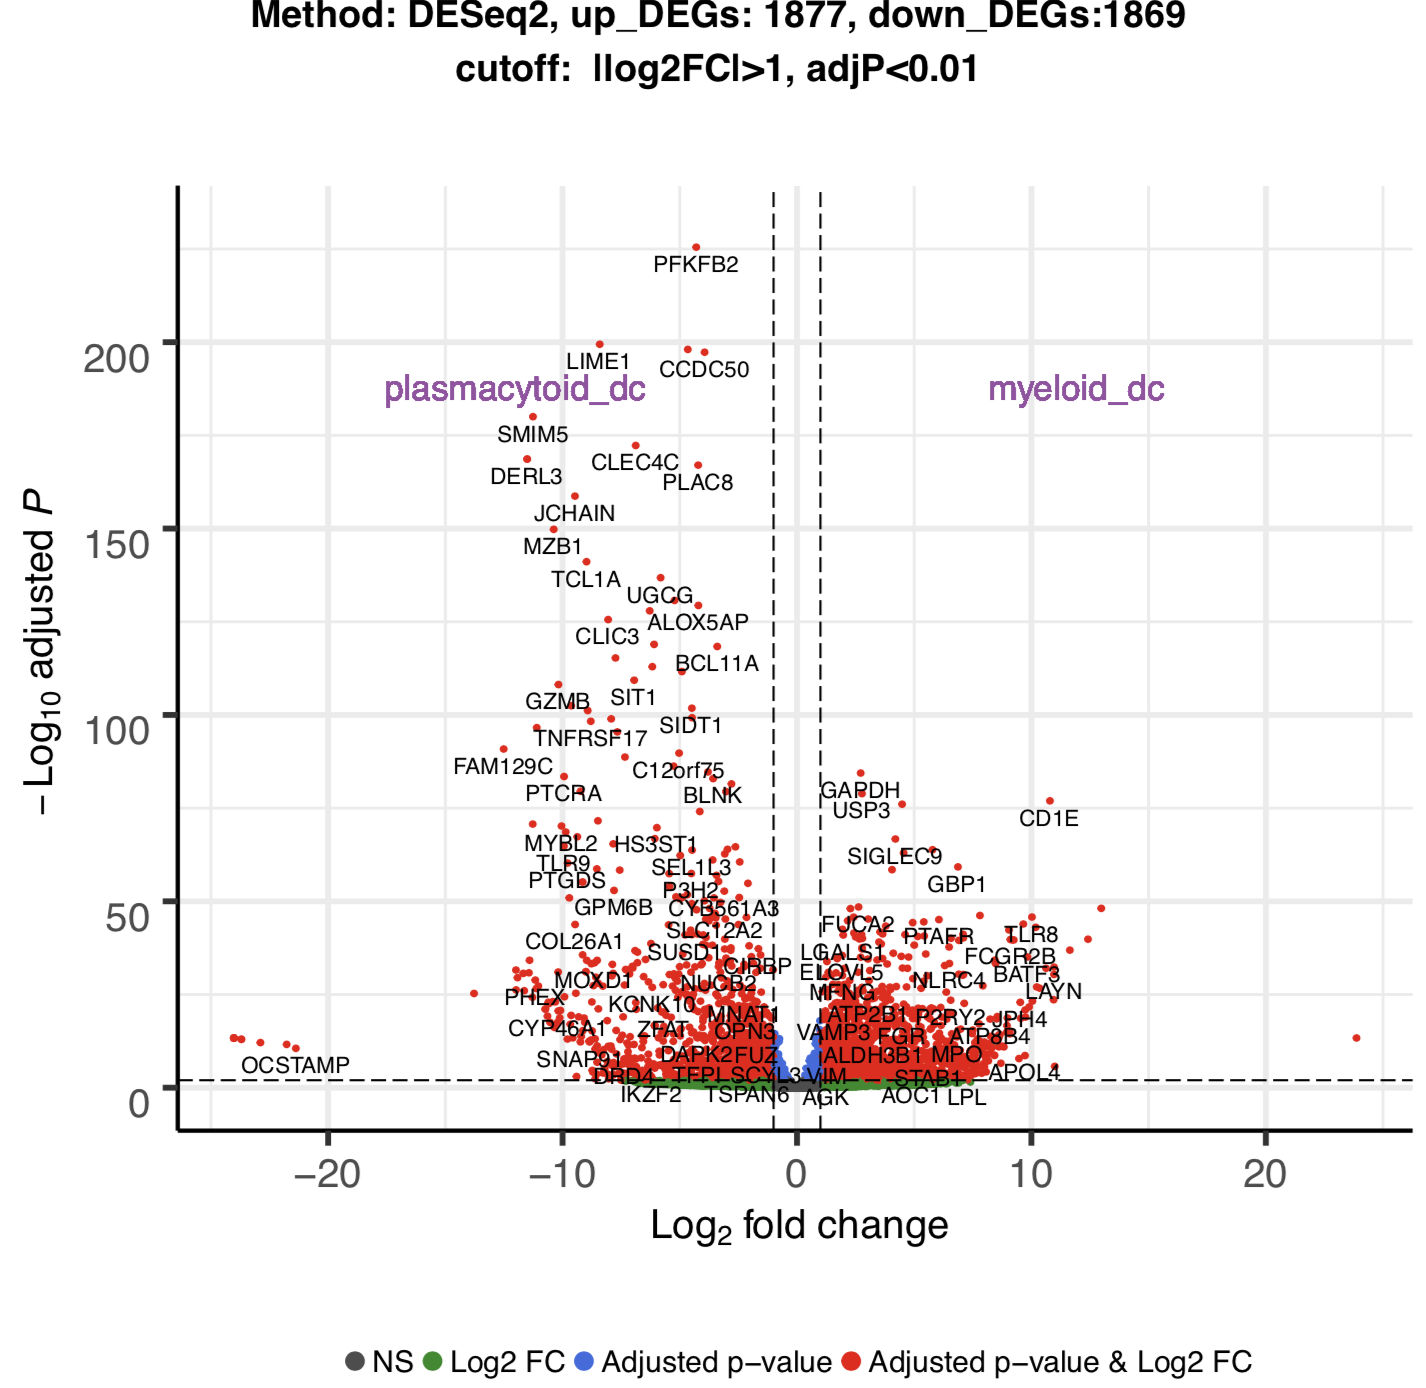 Method: DESeq2, up_DEGs: 1877, down_DEGs:1869
cutoff:  |log2FC|>1, adjP<0.01
PFKFB2
LIME1
CCDC50
plasmacytoid_dc
myeloid_dc
SMIM5
CLEC4C
DERL3
PLAC8
JCHAIN
MZB1
TCL1A
UGCG
ALOX5AP
CLIC3
BCL11A
SIT1
GZMB
SIDT1
TNFRSF17
FAM129C
C12orf75
PTCRA
BLNK
GAPDH
USP3
CD1E
MYBL2
HS3ST1
SIGLEC9
TLR9
SEL1L3
PTGDS
GBP1
P3H2
GPM6B
CYB561A3
FUCA2
SLC12A2
PTAFR
TLR8
COL26A1
SUSD1
LGALS1
FCGR2B
CIRBP
ELOVL5
BATF3
MOXD1
NUCB2
NLRC4
MFNG
LAYN
PHEX
KCNK10
MNAT1
ATP2B1
P2RY2
JPH4
CYP46A1
ZFAT
OPN3
VAMP3
FGR
ATP8B4
SNAP91
DAPK2
FUZ
ALDH3B1
MPO
OCSTAMP
DRD4
TFPI
SCYL3
VIM
STAB1
APOL4
IKZF2
TSPAN6
AGK
AOC1
LPL
200
150
100
50
0
−Log10 adjusted P
−20
−10
0
10
20
Log2 fold change
NS
Log2 FC
Adjusted p−value
Adjusted p−value & Log2 FC